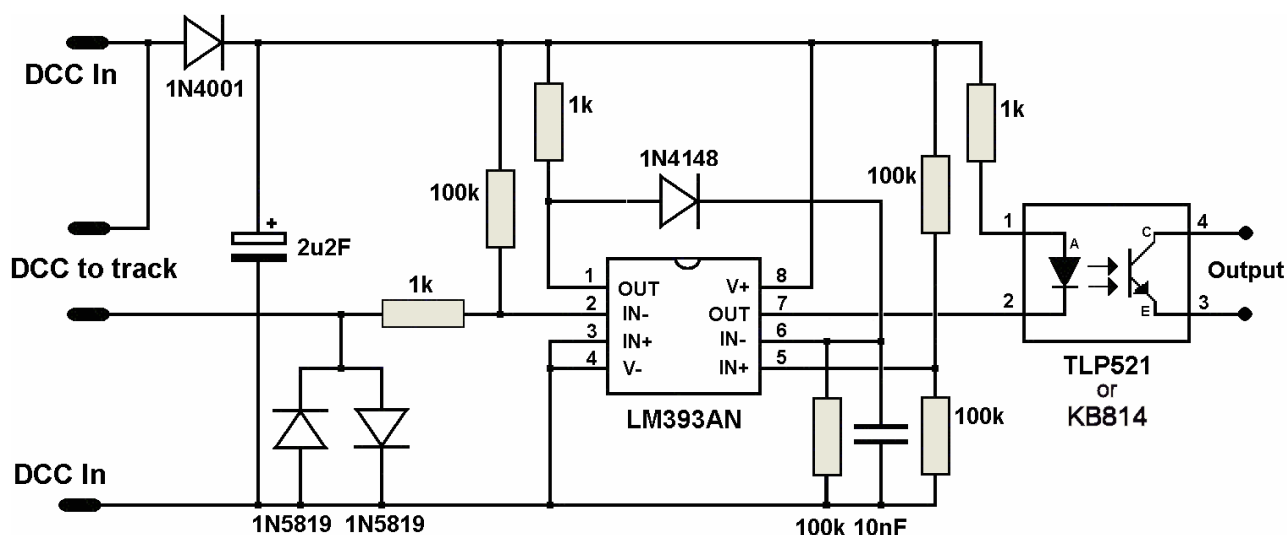 DCC In
1N4001
1k
1k
1N4148
100k
100k
+
2u2F
DCC to track
1k
1 OUT V+ 8
2 IN- OUT 7
3 IN+ IN- 6
4 V- IN+ 5
LM393AN
1 A C 4
2 E 3
Output
TLP521
or
KB814
100k
DCC In
1N5819 1N5819
100k 10nF